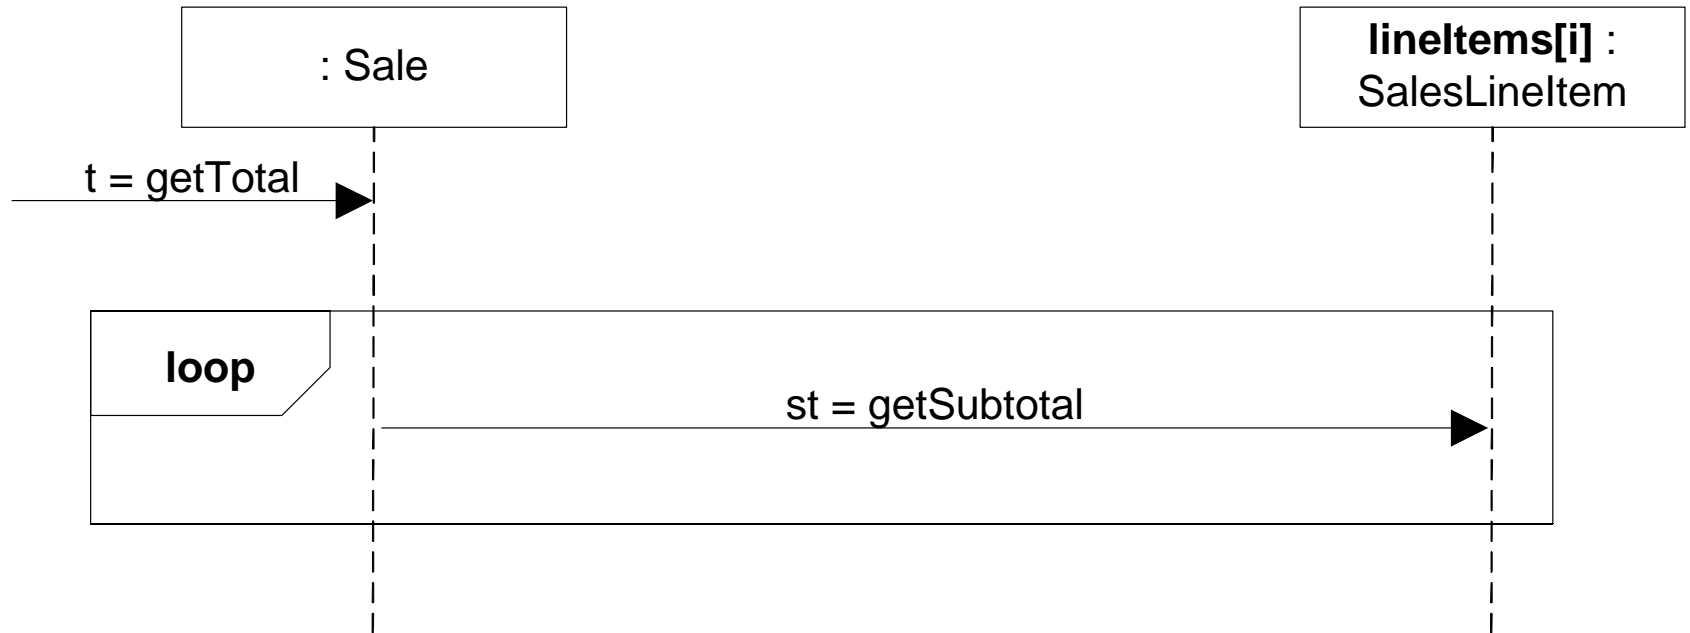 : Sale
lineItems[i] :
SalesLineItem
t = getTotal
loop
st = getSubtotal